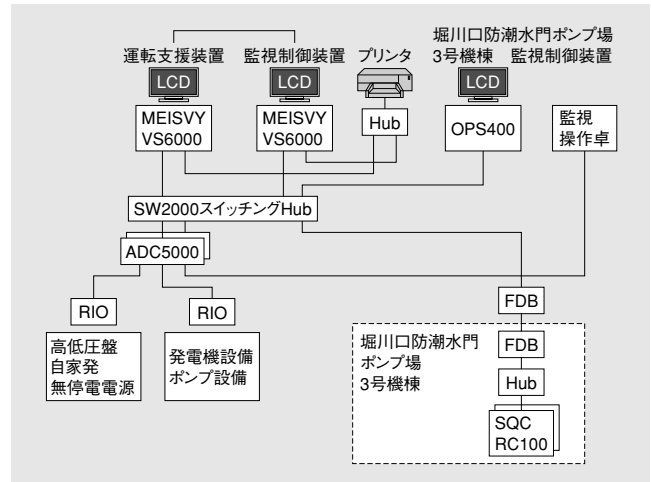 堀川口防潮水門ポンプ場
運転支援装置 監視制御装置 プリンタ 3号機棟 監視制御装置
LCD LCD LCD
MEISVY
VS6000
MEISVY
VS6000
Hub
OPS400
監視
操作卓
SW2000スイッチングHub
ADC5000
RIO
RIO
FDB
高低圧盤
自家発
無停電電源
発電機設備
ポンプ設備
堀川口防潮水門
ポンプ場
3号機棟
FDB
Hub
SQC
RC100